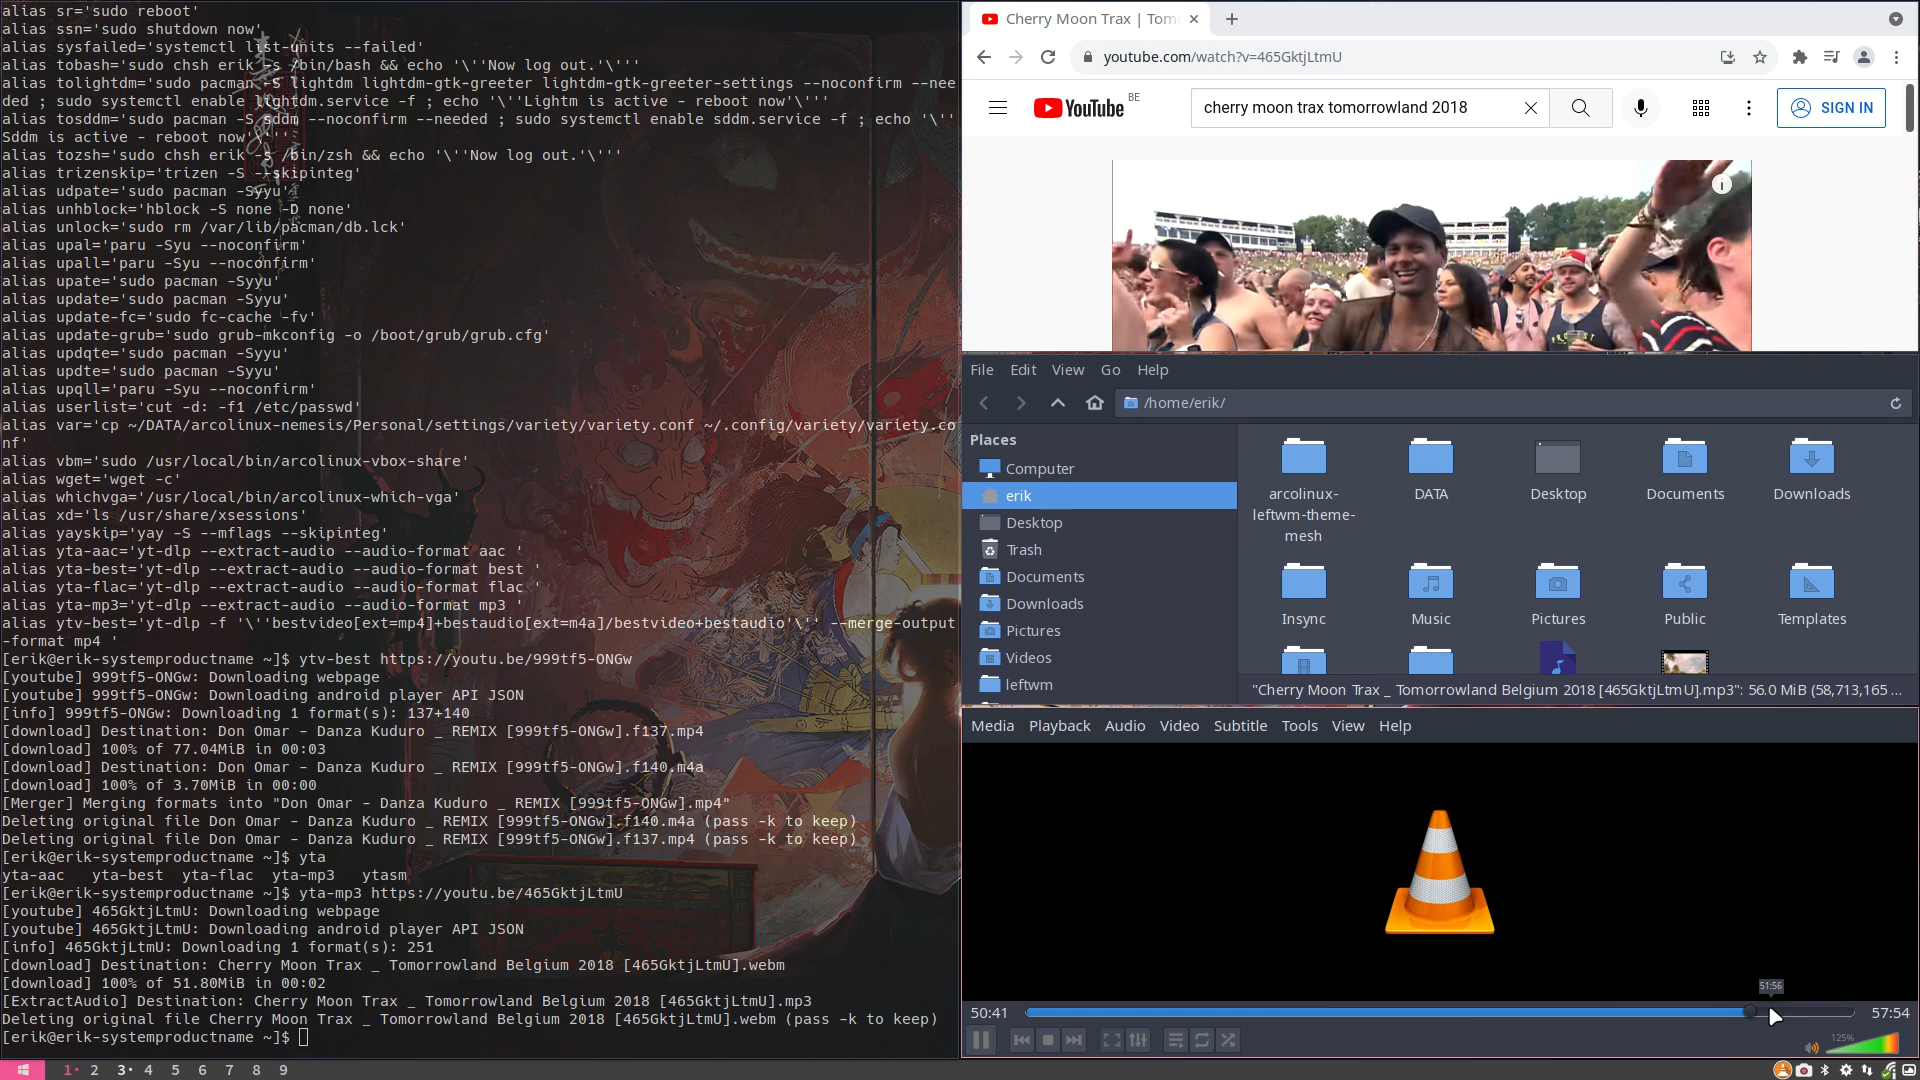 alias sr='sudo reboot'
alias ssn='sudo shutdown now'
alias sysfailed='systemctl list-units --failed'
alias tobash='sudo chsh erik -s /bin/bash && echo '\''Now log out.'\'''
alias tolightdm='sudo pacman -S lightdm lightdm-gtk-greeter lightdm-gtk-greeter-settings --noconfirm --nee
ded ; sudo systemctl enable lightdm.service -f ; echo '\''Lightm is active - reboot now'\'''
alias tosddm='sudo pacman -S sddm --noconfirm --needed ; sudo systemctl enable sddm.service -f ; echo '\''
Sddm is active - reboot now'\'''
alias tozsh='sudo chsh erik -s /bin/zsh && echo '\''Now log out.'\'''
alias trizenskip='trizen -S --skipinteg'
alias udpate='sudo pacman -Syyu'
alias unhblock='hblock -S none -D none'
alias unlock='sudo rm /var/lib/pacman/db.lck'
alias upal='paru -Syu --noconfirm'
alias upall='paru -Syu --noconfirm'
alias upate='sudo pacman -Syyu'
alias update='sudo pacman -Syyu'
alias update-fc='sudo fc-cache -fv'
alias update-grub='sudo grub-mkconfig -o /boot/grub/grub.cfg'
alias updqte='sudo pacman -Syyu'
alias updte='sudo pacman -Syyu'
alias upqll='paru -Syu --noconfirm'
alias userlist='cut -d: -f1 /etc/passwd'
alias var='cp ~/DATA/arcolinux-nemesis/Personal/settings/variety/variety.conf ~/.config/variety/variety.co
nf'
alias vbm='sudo /usr/local/bin/arcolinux-vbox-share'
alias wget='wget -c'
alias whichvga='/usr/local/bin/arcolinux-which-vga'
alias xd='ls /usr/share/xsessions'
alias yayskip='yay -S --mflags --skipinteg'
alias yta-aac='yt-dlp --extract-audio --audio-format aac '
alias yta-best='yt-dlp --extract-audio --audio-format best '
alias yta-flac='yt-dlp --extract-audio --audio-format flac '
alias yta-mp3='yt-dlp --extract-audio --audio-format mp3 '
alias ytv-best='yt-dlp -f '\''bestvideo[ext=mp4]+bestaudio[ext=m4a]/bestvideo+bestaudio'\'' --merge-output
-format mp4 '
[erik@erik-systemproductname ~]$ ytv-best https://youtu.be/999tf5-ONGw
[youtube] 999tf5-ONGw: Downloading webpage
[youtube] 999tf5-ONGw: Downloading android player API JSON
[info] 999tf5-ONGw: Downloading 1 format(s): 137+140
[download] Destination: Don Omar - Danza Kuduro _ REMIX [999tf5-ONGw].f137.mp4
[download] 100% of 77.04MiB in 00:03
[download] Destination: Don Omar - Danza Kuduro _ REMIX [999tf5-ONGw].f140.m4a
[download] 100% of 3.70MiB in 00:00
[Merger] Merging formats into "Don Omar - Danza Kuduro _ REMIX [999tf5-ONGw].mp4"
Deleting original file Don Omar - Danza Kuduro _ REMIX [999tf5-ONGw].f140.m4a (pass -k to keep)
Deleting original file Don Omar - Danza Kuduro _ REMIX [999tf5-ONGw].f137.mp4 (pass -k to keep)
[erik@erik-systemproductname ~]$ yta
yta-aac   yta-best  yta-flac  yta-mp3   ytasm
[erik@erik-systemproductname ~]$ yta-mp3 https://youtu.be/465GktjLtmU
[youtube] 465GktjLtmU: Downloading webpage
[youtube] 465GktjLtmU: Downloading android player API JSON
[info] 465GktjLtmU: Downloading 1 format(s): 251
[download] Destination: Cherry Moon Trax _ Tomorrowland Belgium 2018 [465GktjLtmU].webm
[download] 100% of 51.80MiB in 00:02
[ExtractAudio] Destination: Cherry Moon Trax _ Tomorrowland Belgium 2018 [465GktjLtmU].mp3
Deleting original file Cherry Moon Trax _ Tomorrowland Belgium 2018 [465GktjLtmU].webm (pass -k to keep)
[erik@erik-systemproductname ~]$
Cherry Moon Trax | Tom
youtube.com/watch?v=465GktjLtmU
YouTube BE
cherry moon trax tomorrowland 2018
SIGN IN
File Edit View Go Help
/home/erik/
Places
Computer
erik
Desktop
Trash
Documents
Downloads
Pictures
Videos
leftwm
arcolinux-
leftwm-theme-
mesh
DATA
Desktop
Documents
Downloads
Insync
Music
Pictures
Public
Templates
"Cherry Moon Trax _ Tomorrowland Belgium 2018 [465GktjLtmU].mp3": 56.0 MiB (58,713,165 ...
Media Playback Audio Video Subtitle Tools View Help
51:56
50:41
57:54
125%
1 2 3 4 5 6 7 8 9